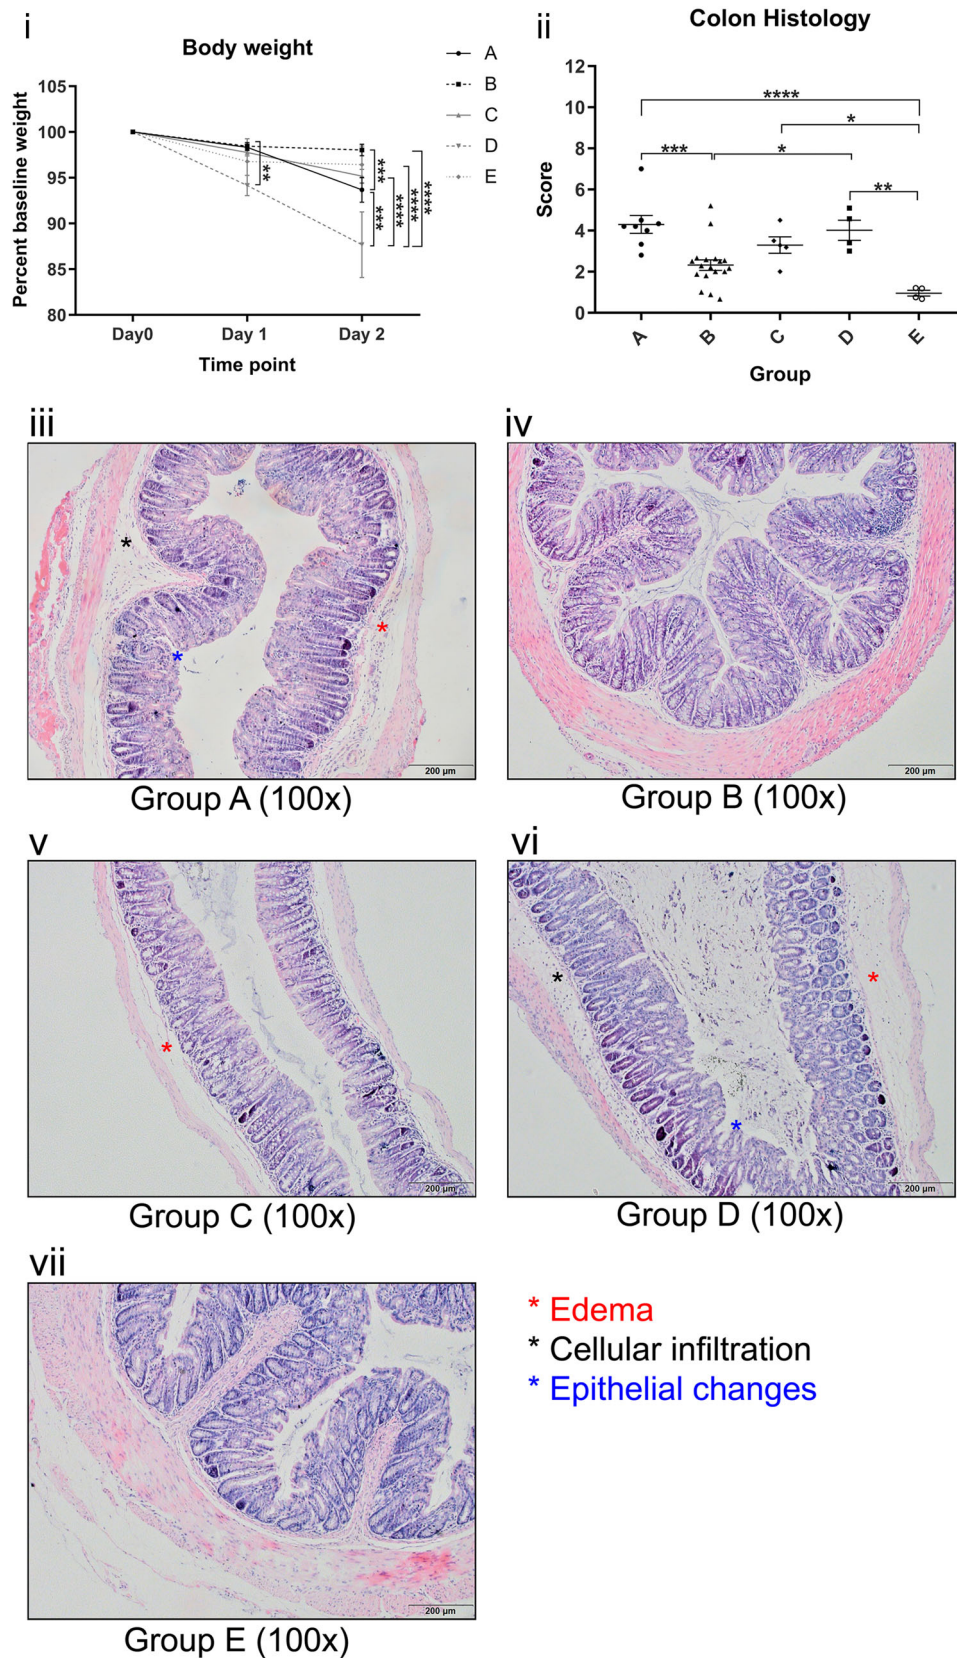 i
Body weight
Percent baseline weight
105
100
95
90
85
80
Day0
Day 1
Day 2
Time point
A
B
C
D
E
**
***
***
****
****
****
ii
Colon Histology
Score
12
10
8
6
4
2
0
****
*
***
*
**
A
B
C
D
E
Group
iii
*
*
*
200 µm
Group A (100x)
iv
200 µm
Group B (100x)
v
*
200 µm
Group C (100x)
vi
*
*
*
200 µm
Group D (100x)
vii
200 µm
Group E (100x)
* Edema
* Cellular infiltration
* Epithelial changes